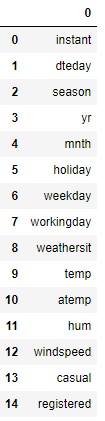 0
0 instant
1 dteday
2 season
3 yr
4 mnth
5 holiday
6 weekday
7 workingday
8 weathersit
9 temp
10 atemp
11 hum
12 windspeed
13 casual
14 registered